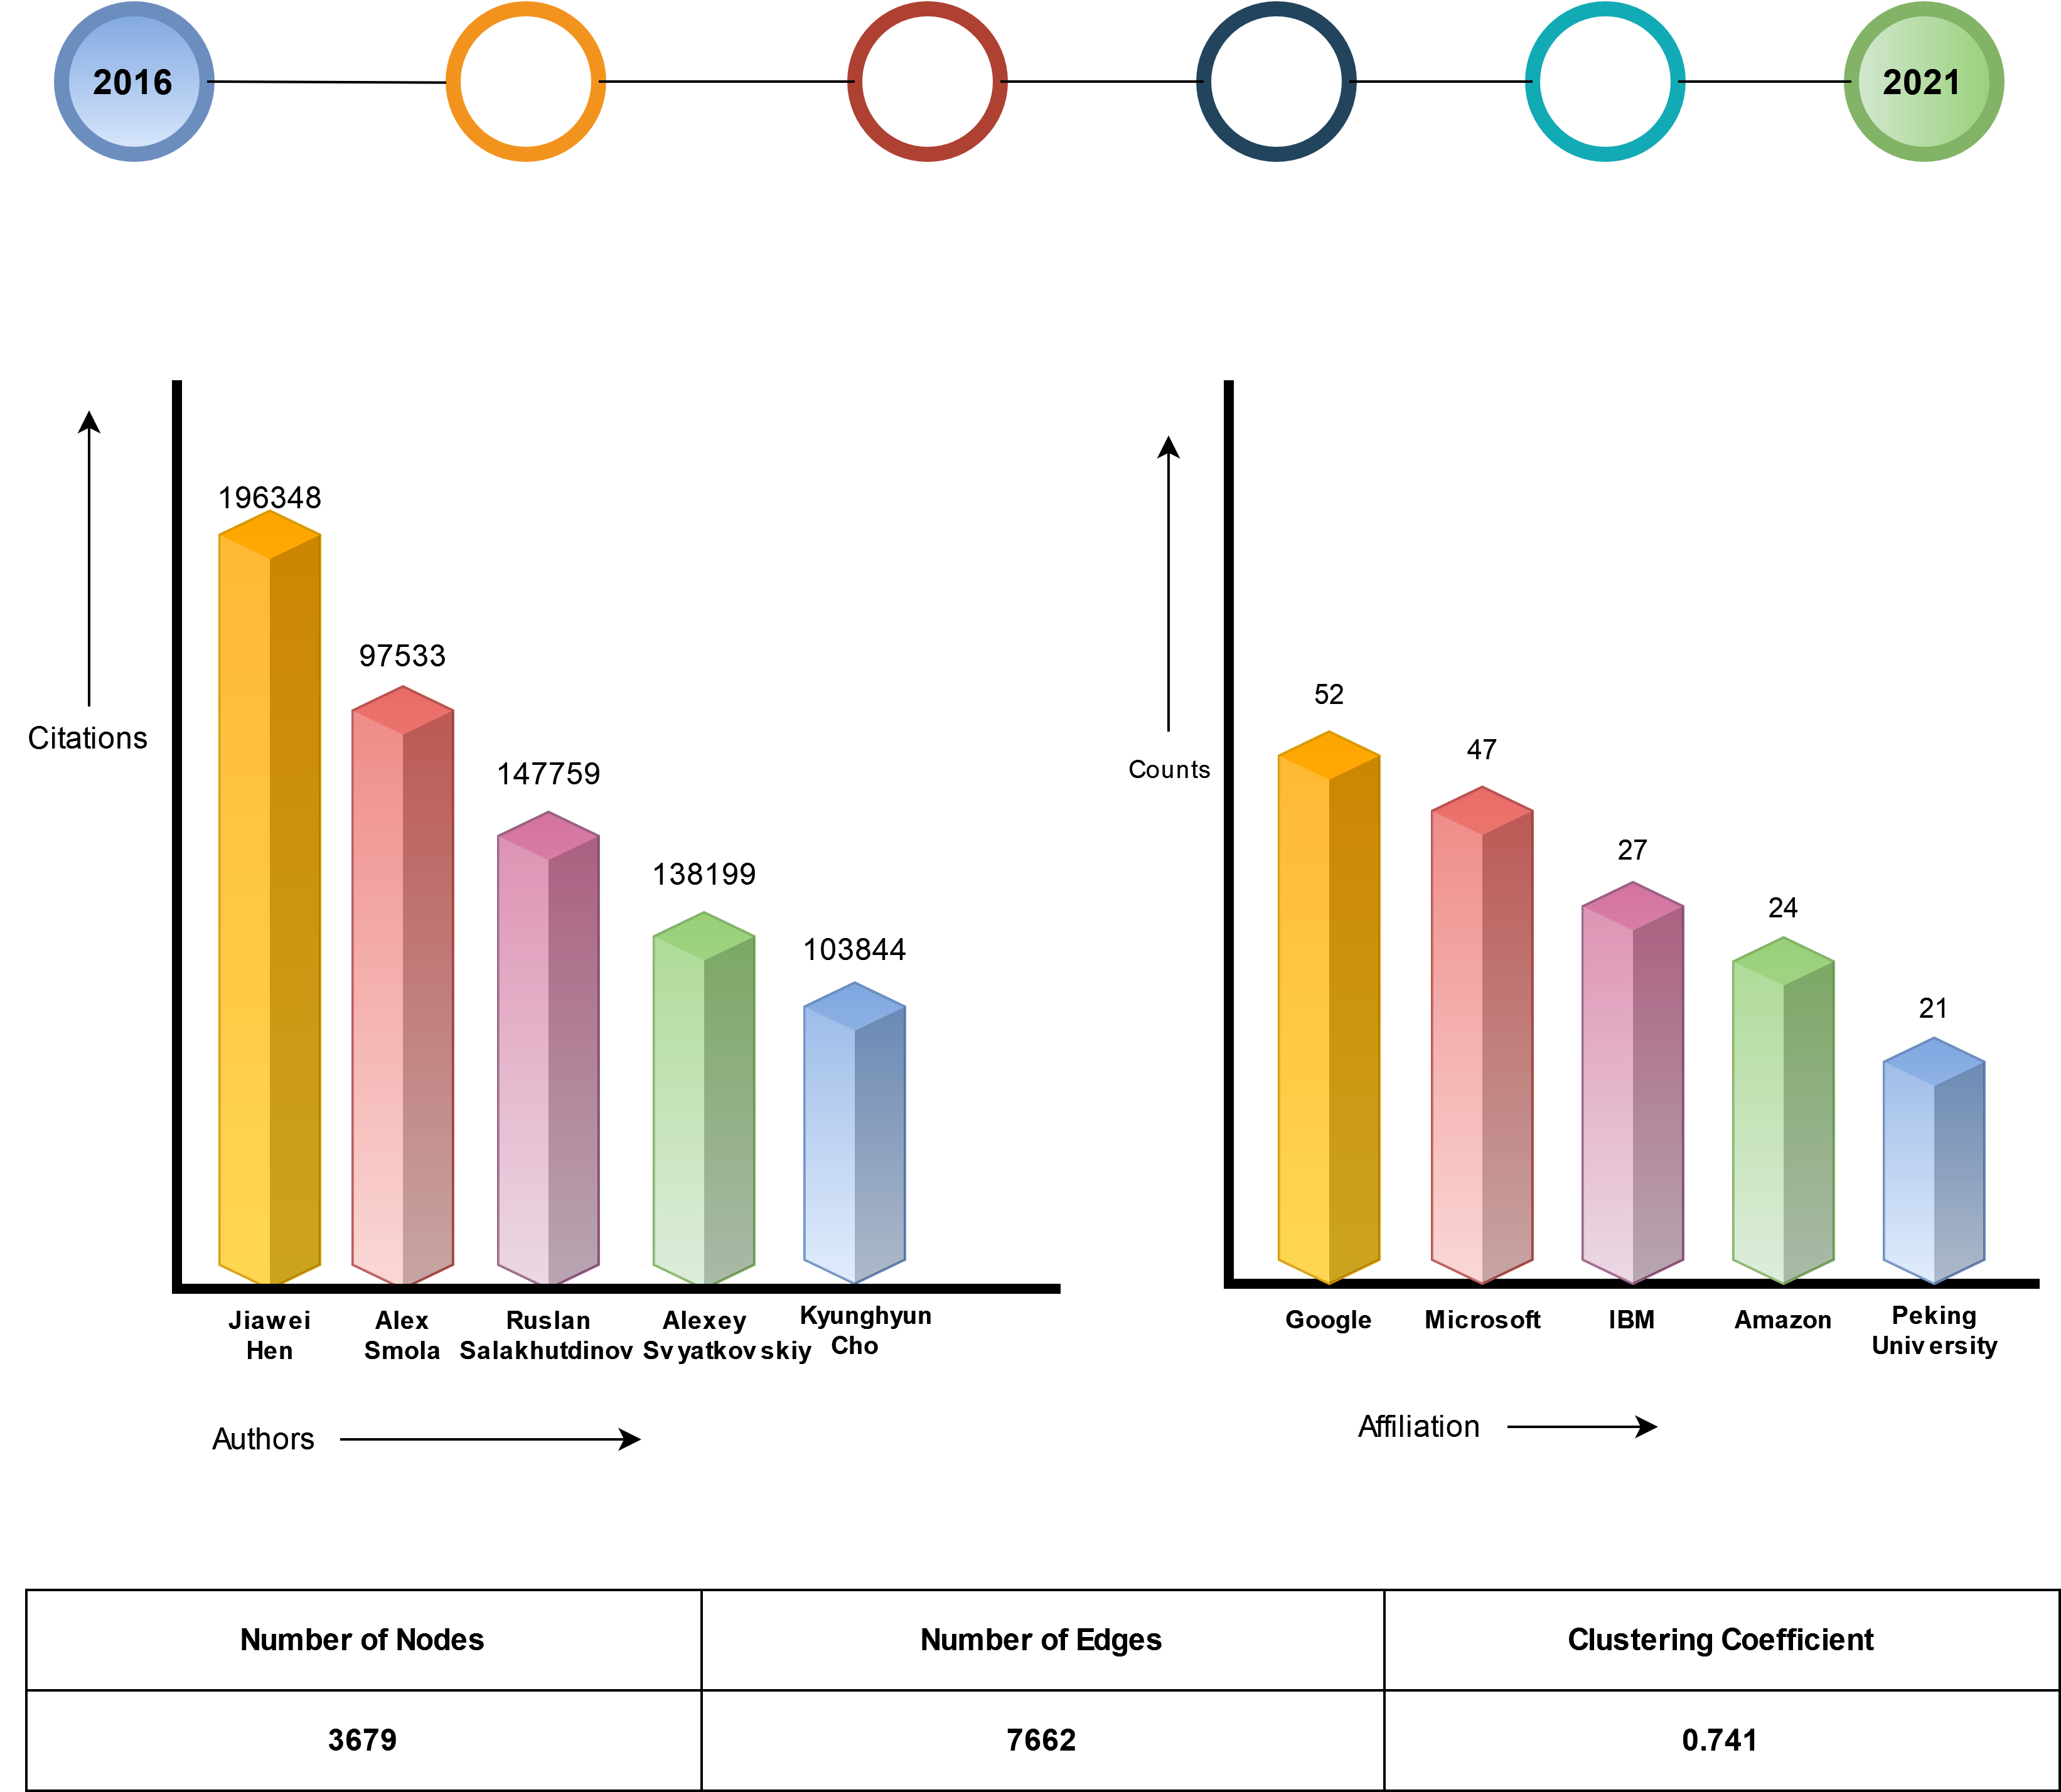 2016
2021
196348
97533
147759
138199
103844
Citations
Jiawei
Hen
Alex
Smola
Ruslan
Salakhutdinov
Alexey
Svyatkovskiy
Kyunghyun
Cho
Authors
52
47
27
24
21
Counts
Google
Microsoft
IBM
Amazon
Peking
University
Affiliation
Number of Nodes
Number of Edges
Clustering Coefficient
3679
7662
0.741